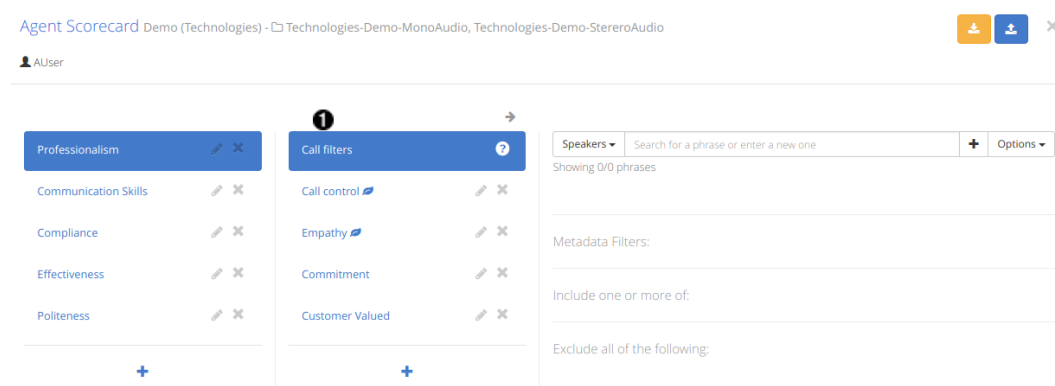 Agent Scorecard Demo (Technologies) - Technologies-Demo-MonoAudio, Technologies-Demo-StereroAudio
AUser
1
Professionalism
Communication Skills
Compliance
Effectiveness
Politeness
+
Call filters ?
Call control
Empathy
Commitment
Customer Valued
+
Speakers Search for a phrase or enter a new one + Options
Showing 0/0 phrases
Metadata Filters:
Include one or more of:
Exclude all of the following: